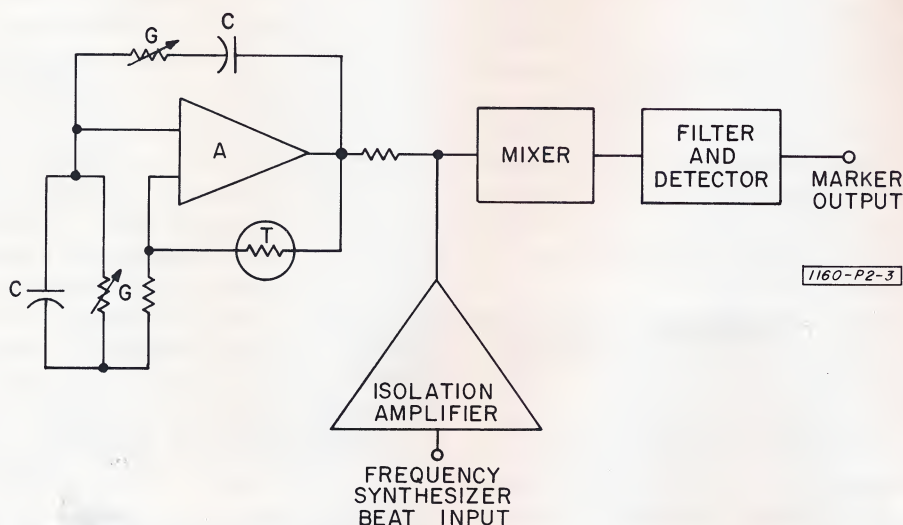 G
C
A
T
C
G
MIXER
FILTER
AND
DETECTOR
MARKER
OUTPUT
1160-P2-3
ISOLATION
AMPLIFIER
FREQUENCY
SYNTHESIZER
BEAT INPUT